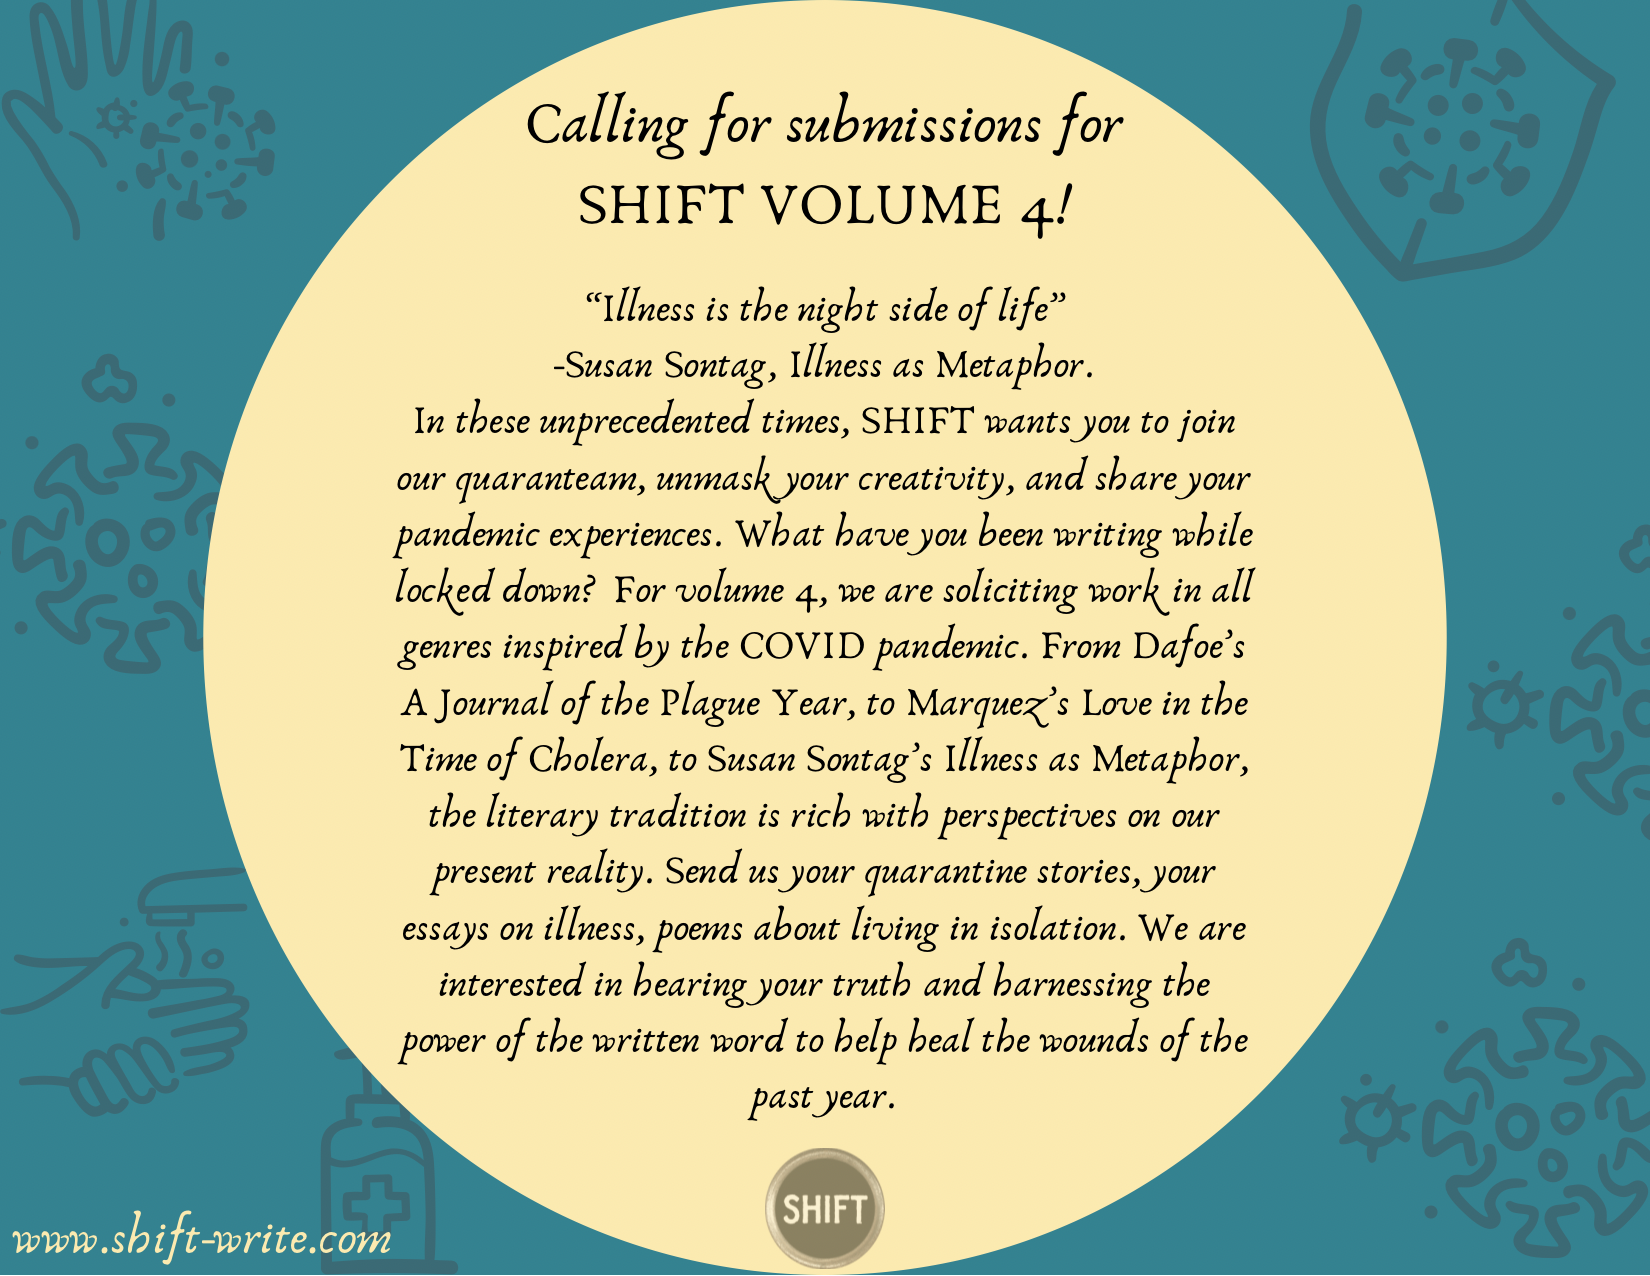 Calling for submissions for
SHIFT VOLUME 4!
“Illness is the night side of life”
-Susan Sontag, Illness as Metaphor.
In these unprecedented times, SHIFT wants you to join
our quaranteam, unmask your creativity, and share your
pandemic experiences. What have you been writing while
locked down? For volume 4, we are soliciting work in all
genres inspired by the COVID pandemic. From Dafoe’s
A Journal of the Plague Year, to Marquez’s Love in the
Time of Cholera, to Susan Sontag’s Illness as Metaphor,
the literary tradition is rich with perspectives on our
present reality. Send us your quarantine stories, your
essays on illness, poems about living in isolation. We are
interested in hearing your truth and harnessing the
power of the written word to help heal the wounds of the
past year.
SHIFT
www.shift-write.com